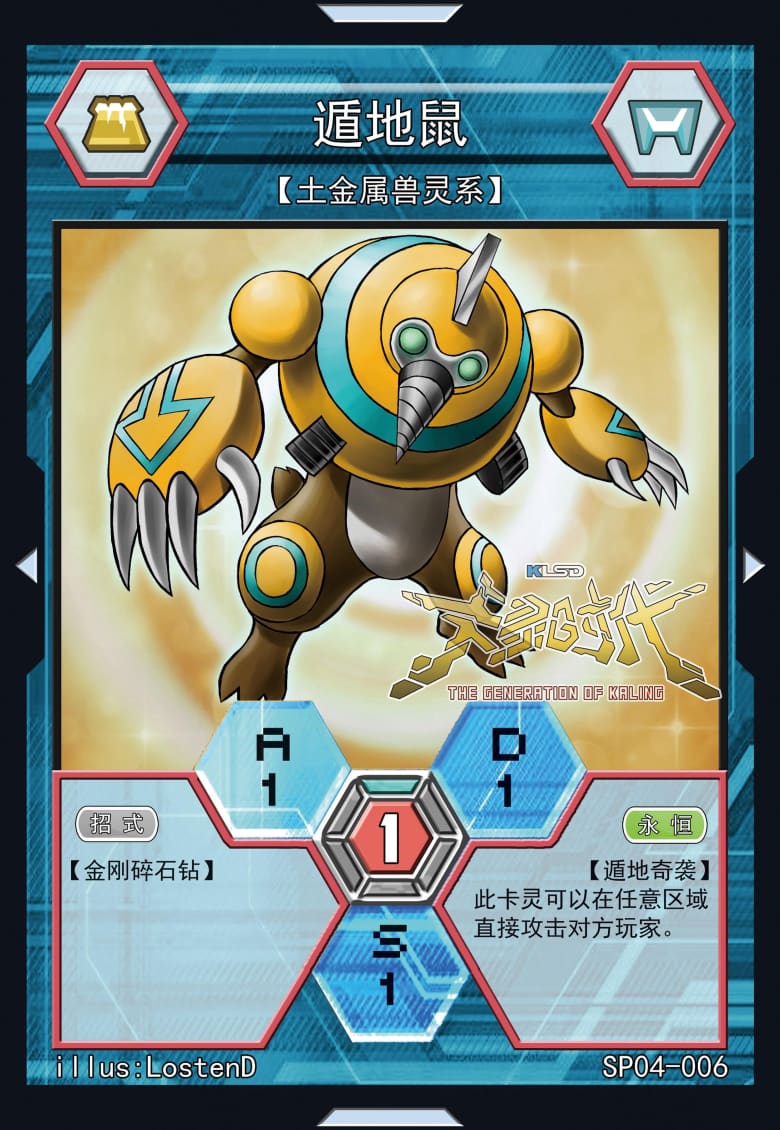 遁地鼠
【土金属兽灵系】
KLSD
卡灵时代
THE GENERATION OF KALING
A
1
D
1
1
招式
【金刚碎石钻】
永恒
【遁地奇袭】
此卡灵可以在任意区域
直接攻击对方玩家。
S
1
illus:LostenD
SP04-006